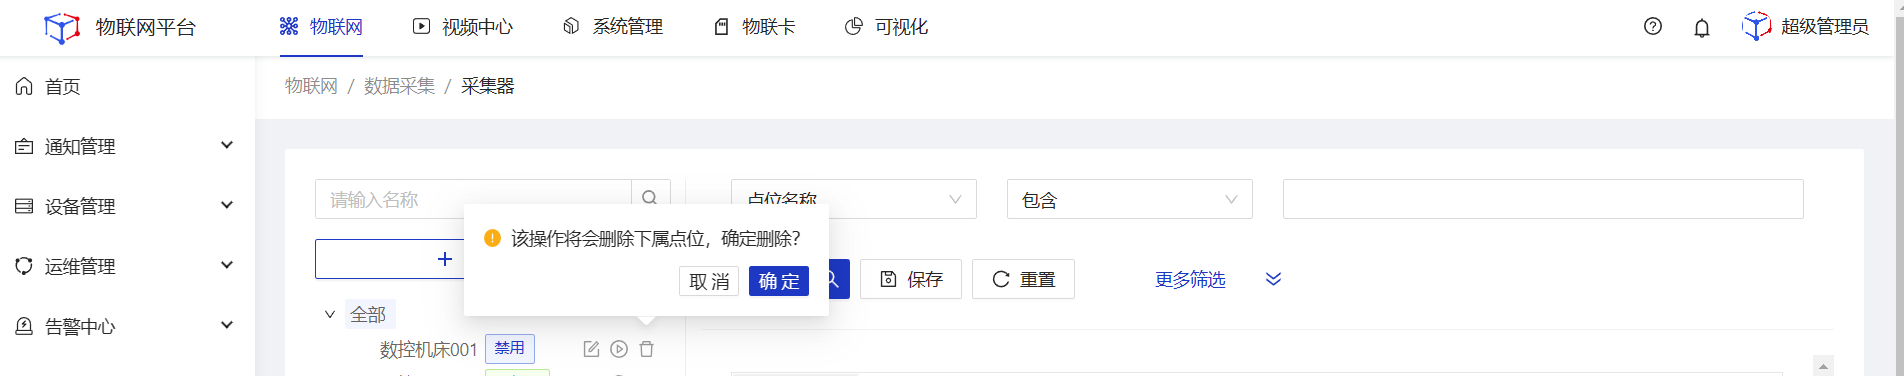 物联网平台
物联网
视频中心
系统管理
物联卡
可视化
超级管理员
首页
通知管理
设备管理
运维管理
告警中心
物联网 / 数据采集 / 采集器
请输入名称
点位名称
包含
该操作将会删除下属点位，确定删除？
取 消
确 定
保存
重置
更多筛选
全部
数控机床001
禁用